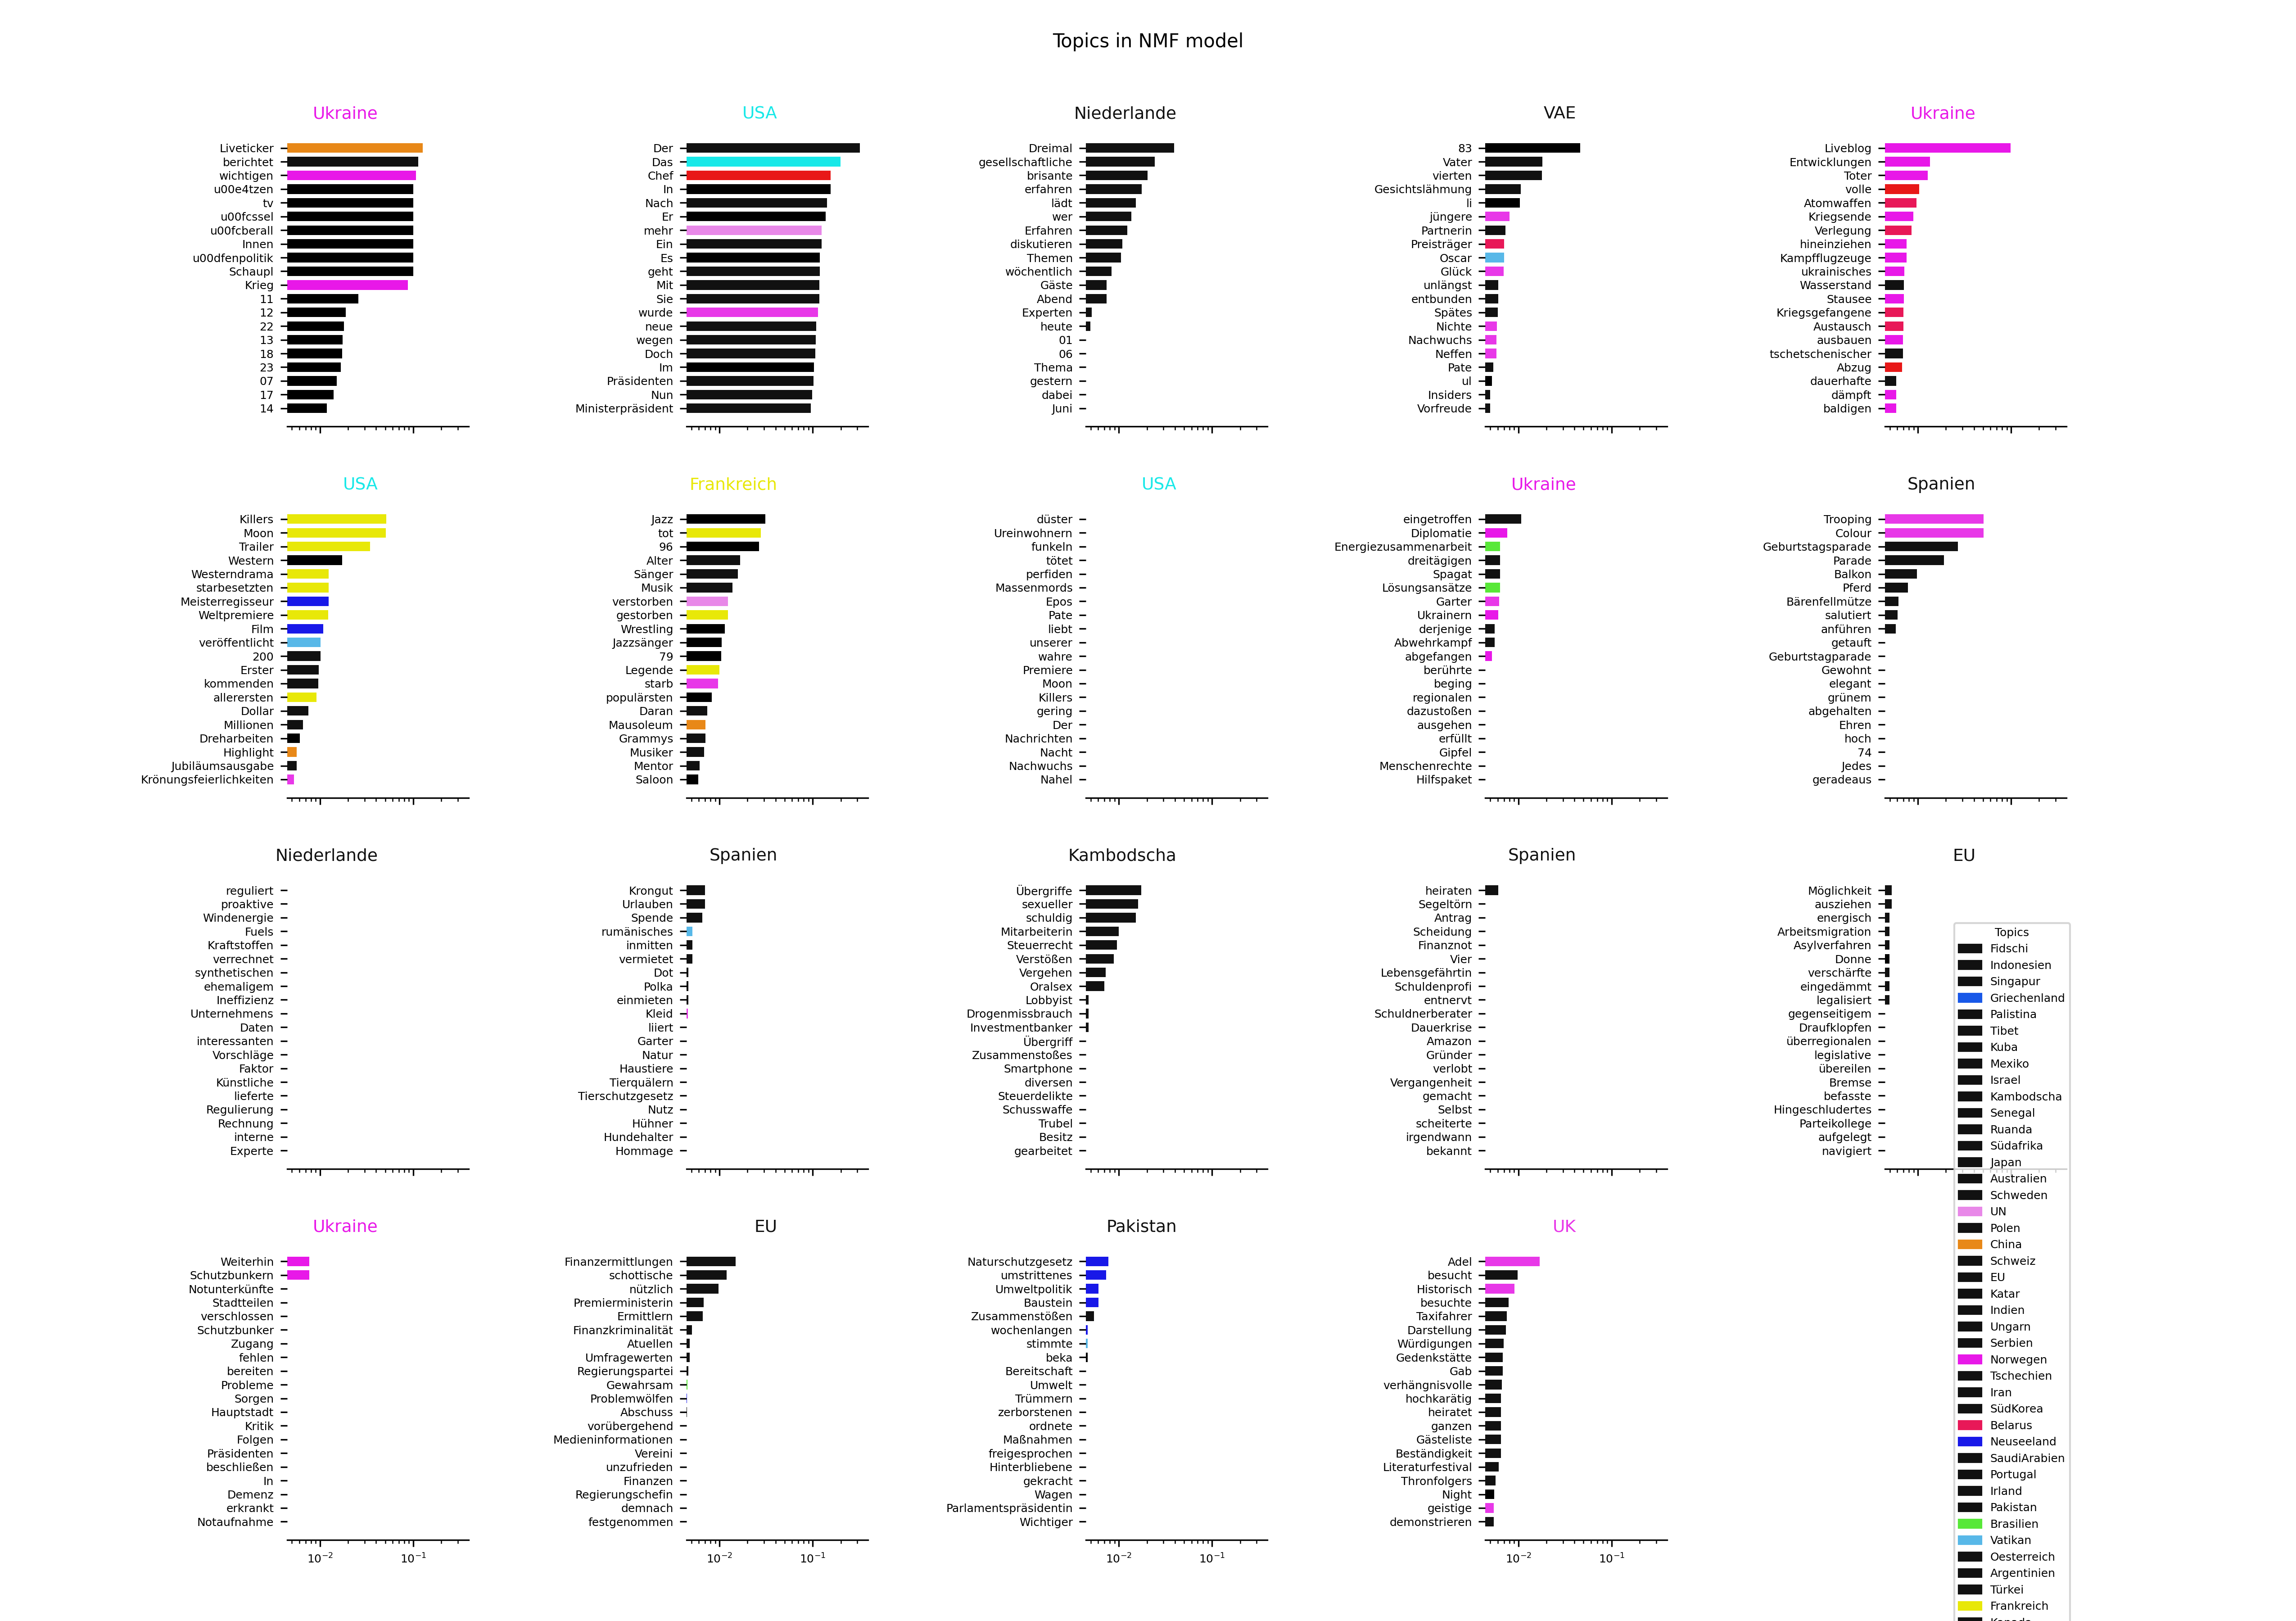 Topics in NMF model
Ukraine
Liveticker
berichtet
wichtigen
u00e4tzen
tv
u00fcssel
u00fcberall
Innen
u00dfenpolitik
Schaupl
Krieg
11
12
22
13
18
23
07
17
14
USA
Der
Das
Chef
In
Nach
Er
mehr
Ein
Es
geht
Mit
Sie
wurde
neue
wegen
Doch
Im
Präsidenten
Nun
Ministerpräsident
Niederlande
Dreimal
gesellschaftliche
brisante
erfahren
lädt
wer
Erfahren
diskutieren
Themen
wöchentlich
Gäste
Abend
Experten
heute
01
06
Thema
gestern
dabei
Juni
VAE
83
Vater
vierten
Gesichtslähmung
li
jüngere
Partnerin
Preisträger
Oscar
Glück
unlängst
entbunden
Spätes
Nichte
Nachwuchs
Neffen
Pate
ul
Insiders
Vorfreude
Ukraine
Liveblog
Entwicklungen
Toter
volle
Atomwaffen
Kriegsende
Verlegung
hineinziehen
Kampfflugzeuge
ukrainisches
Wasserstand
Stausee
Kriegsgefangene
Austausch
ausbauen
tschetschenischer
Abzug
dauerhafte
dämpft
baldigen
USA
Killers
Moon
Trailer
Western
Westerndrama
starbesetzten
Meisterregisseur
Weltpremiere
Film
veröffentlicht
200
Erster
kommenden
allerersten
Dollar
Millionen
Dreharbeiten
Highlight
Jubiläumsausgabe
Krönungsfeierlichkeiten
Frankreich
Jazz
tot
96
Alter
Sänger
Musik
verstorben
gestorben
Wrestling
Jazzsänger
79
Legende
starb
populärsten
Daran
Mausoleum
Grammys
Musiker
Mentor
Saloon
USA
düster
Ureinwohnern
funkeln
tötet
perfiden
Massenmords
Epos
Pate
liebt
unserer
wahre
Premiere
Moon
Killers
gering
Der
Nachrichten
Nacht
Nachwuchs
Nahel
Ukraine
eingetroffen
Diplomatie
Energiezusammenarbeit
dreitägigen
Spagat
Lösungsansätze
Garter
Ukrainern
derjenige
Abwehrkampf
abgefangen
berührte
beging
regionalen
dazustoßen
ausgehen
erfüllt
Gipfel
Menschenrechte
Hilfspaket
Spanien
Trooping
Colour
Geburtstagsparade
Parade
Balkon
Pferd
Bärenfellmütze
salutiert
anführen
getauft
Geburtstagparade
Gewohnt
elegant
grünem
abgehalten
Ehren
hoch
74
Jedes
geradeaus
Niederlande
reguliert
proaktive
Windenergie
Fuels
Kraftstoffen
verrechnet
synthetischen
ehemaligem
Ineffizienz
Unternehmens
Daten
interessanten
Vorschläge
Faktor
Künstliche
lieferte
Regulierung
Rechnung
interne
Experte
Spanien
Krongut
Urlauben
Spende
rumänisches
inmitten
vermietet
Dot
Polka
einmieten
Kleid
liiert
Garter
Natur
Haustiere
Tierquälern
Tierschutzgesetz
Nutz
Hühner
Hundehalter
Hommage
Kambodscha
Übergriffe
sexueller
schuldig
Mitarbeiterin
Steuerrecht
Verstößen
Vergehen
Oralsex
Lobbyist
Drogenmissbrauch
Investmentbanker
Übergriff
Zusammenstoßes
Smartphone
diversen
Steuerdelikte
Schusswaffe
Trubel
Besitz
gearbeitet
Spanien
heiraten
Segeltörn
Antrag
Scheidung
Finanznot
Vier
Lebensgefährtin
Schuldenprofi
entnervt
Schuldnerberater
Dauerkrise
Amazon
Gründer
verlobt
Vergangenheit
gemacht
Selbst
scheiterte
irgendwann
bekannt
EU
Möglichkeit
ausziehen
energisch
Arbeitsmigration
Asylverfahren
Donne
verschärfte
eingedämmt
legalisiert
gegenseitigem
Draufklopfen
überregionalen
legislative
übereilen
Bremse
befasste
Hingeschludertes
Parteikollege
aufgelegt
navigiert
Ukraine
Weiterhin
Schutzbunkern
Notunterkünfte
Stadtteilen
verschlossen
Schutzbunker
Zugang
fehlen
bereiten
Probleme
Sorgen
Hauptstadt
Kritik
Folgen
Präsidenten
beschließen
In
Demenz
erkrankt
Notaufnahme
10⁻² 10⁻¹
EU
Finanzermittlungen
schottische
nützlich
Premierministerin
Ermittlern
Finanzkriminalität
Atuellen
Umfragewerten
Regierungspartei
Gewahrsam
Problemwölfen
Abschuss
vorübergehend
Medieninformationen
Vereini
unzufrieden
Finanzen
Regierungschefin
demnach
festgenommen
10⁻² 10⁻¹
Pakistan
Naturschutzgesetz
umstrittenes
Umweltpolitik
Baustein
Zusammenstößen
wochenlangen
stimmte
beka
Bereitschaft
Umwelt
Trümmern
zerborstenen
ordnete
Maßnahmen
freigesprochen
Hinterbliebene
gekracht
Wagen
Parlamentspräsidentin
Wichtiger
10⁻² 10⁻¹
UK
Adel
besucht
Historisch
besuchte
Taxifahrer
Darstellung
Würdigungen
Gedenkstätte
Gab
verhängnisvolle
hochkarätig
heiratet
ganzen
Gästeliste
Beständigkeit
Literaturfestival
Thronfolgers
Night
geistige
demonstrieren
10⁻² 10⁻¹
Topics
Fidschi
Indonesien
Singapur
Griechenland
Palistina
Tibet
Kuba
Mexiko
Israel
Kambodscha
Senegal
Ruanda
Südafrika
Japan
Australien
Schweden
UN
Polen
China
Schweiz
EU
Katar
Indien
Ungarn
Serbien
Norwegen
Tschechien
Iran
SüdKorea
Belarus
Neuseeland
SaudiArabien
Portugal
Irland
Pakistan
Brasilien
Vatikan
Oesterreich
Argentinien
Türkei
Frankreich